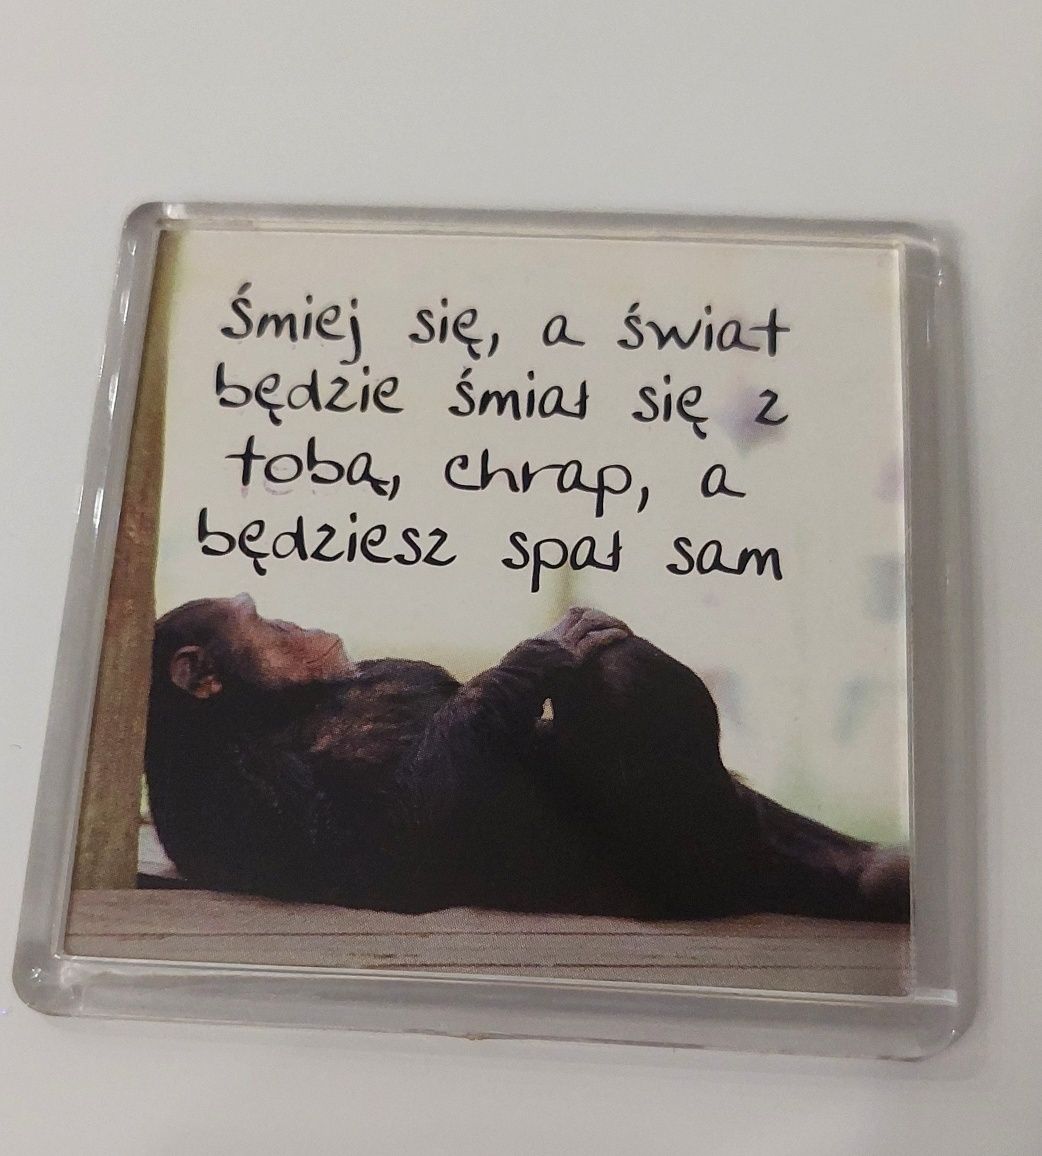 Śmiej się, a świat
będzie śmiał się z
tobą, chrap, a
będziesz spał sam